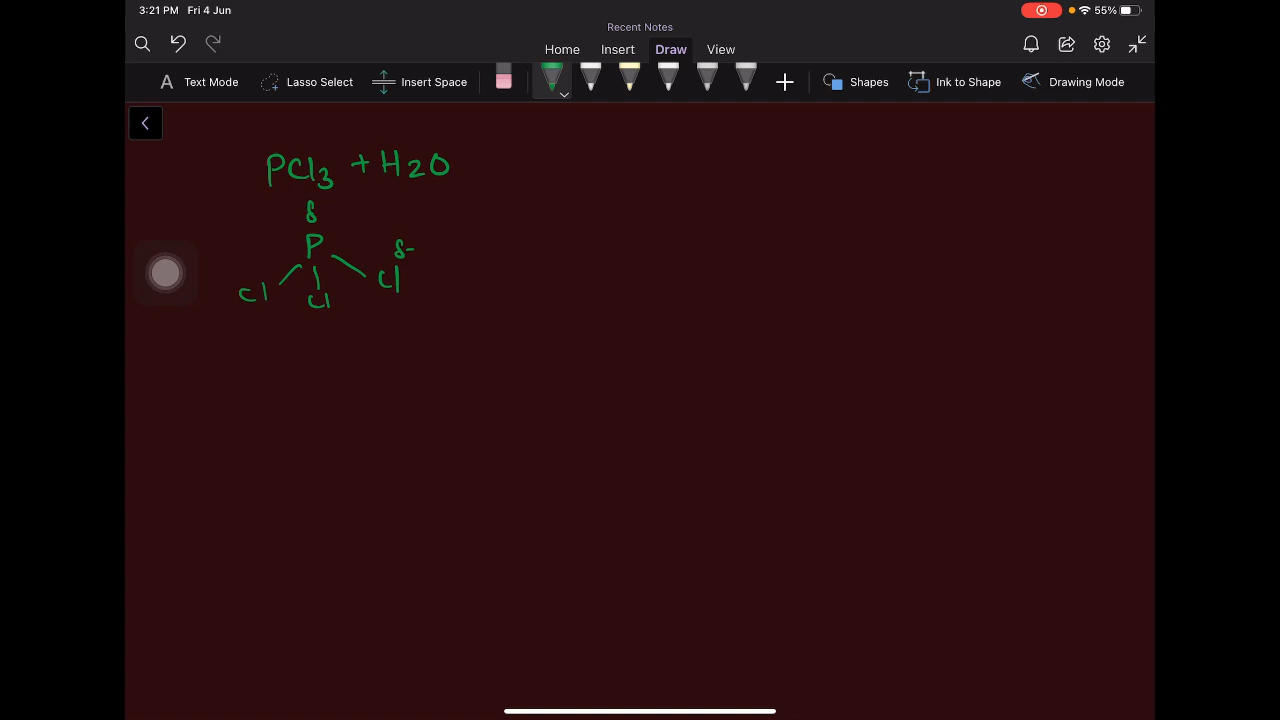 3:21 PM Fri 4 Jun 55%
Recent Notes
Home Insert Draw View
A Text Mode Lasso Select Insert Space Shapes Ink to Shape Drawing Mode
PCl3 + H2O
δ
P
δ-
Cl Cl Cl